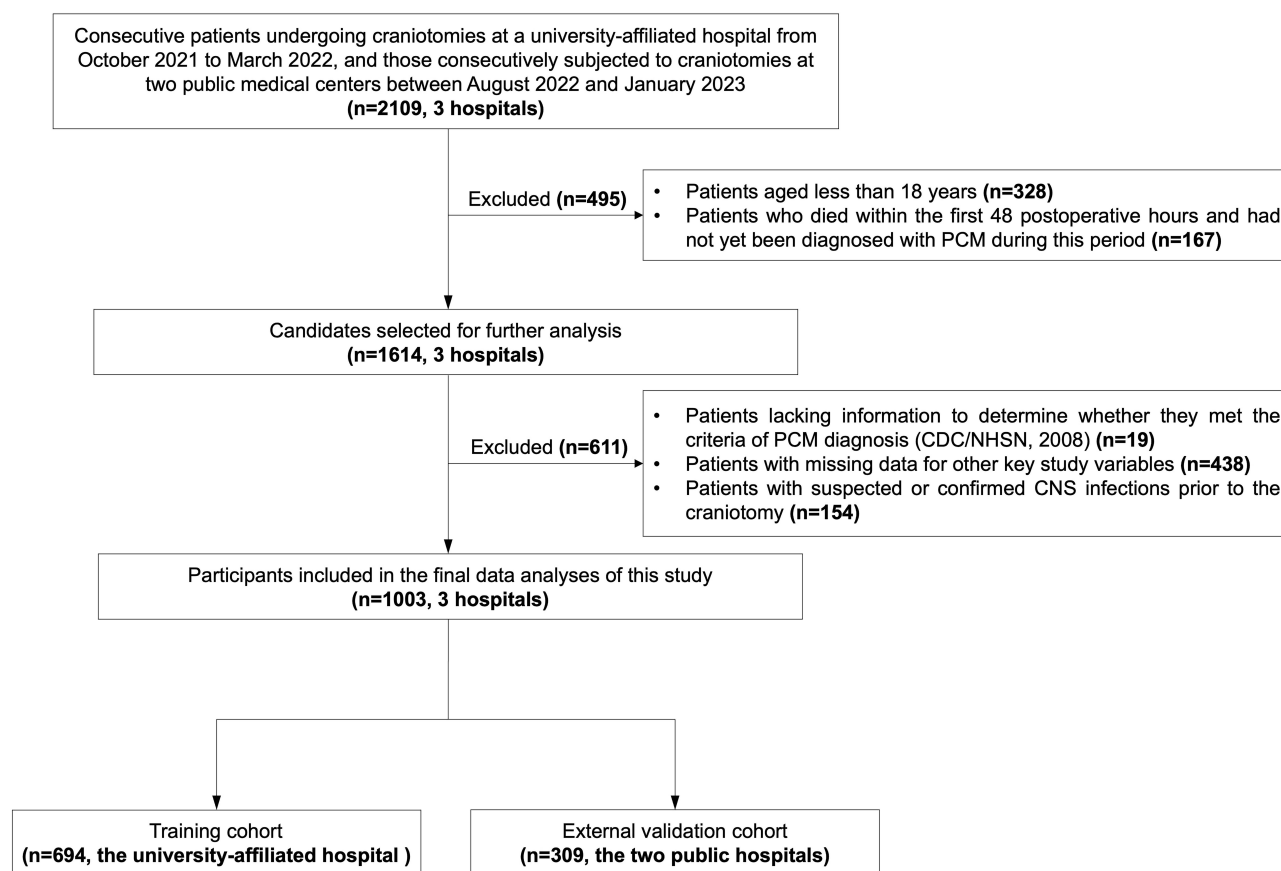 Consecutive patients undergoing craniotomies at a university-affiliated hospital from
October 2021 to March 2022, and those consecutively subjected to craniotomies at
two public medical centers between August 2022 and January 2023
(n=2109, 3 hospitals)
Excluded (n=495)
• Patients aged less than 18 years (n=328)
• Patients who died within the first 48 postoperative hours and had
not yet been diagnosed with PCM during this period (n=167)
Candidates selected for further analysis
(n=1614, 3 hospitals)
Excluded (n=611)
• Patients lacking information to determine whether they met the
criteria of PCM diagnosis (CDC/NHSN, 2008) (n=19)
• Patients with missing data for other key study variables (n=438)
• Patients with suspected or confirmed CNS infections prior to the
craniotomy (n=154)
Participants included in the final data analyses of this study
(n=1003, 3 hospitals)
Training cohort
(n=694, the university-affiliated hospital )
External validation cohort
(n=309, the two public hospitals)